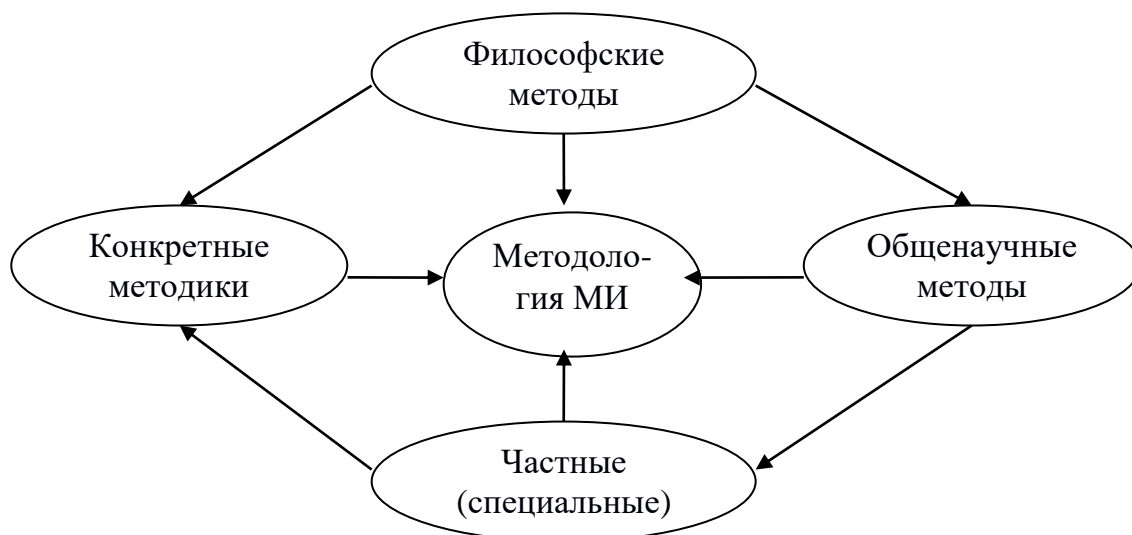 Философские
методы
Конкретные
методики
Методоло-
гия МИ
Общенаучные
методы
Частные
(специальные)